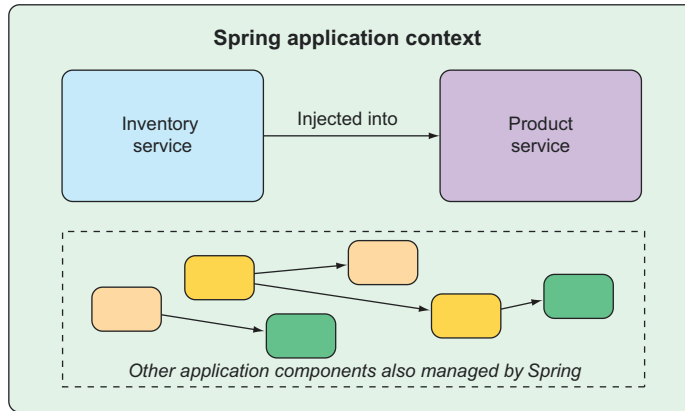 Spring application context
Inventory
service
Injected into
Product
service
Other application components also managed by Spring